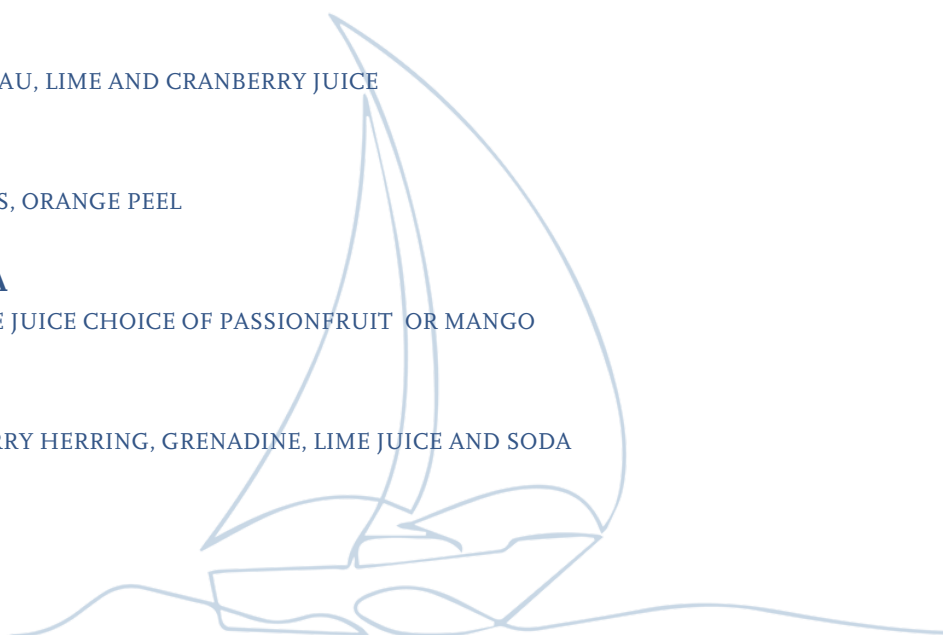 AU, LIME AND CRANBERRY JUICE
S, ORANGE PEEL
A
E JUICE CHOICE OF PASSIONFRUIT OR MANGO
RRY HERRING, GRENADINE, LIME JUICE AND SODA